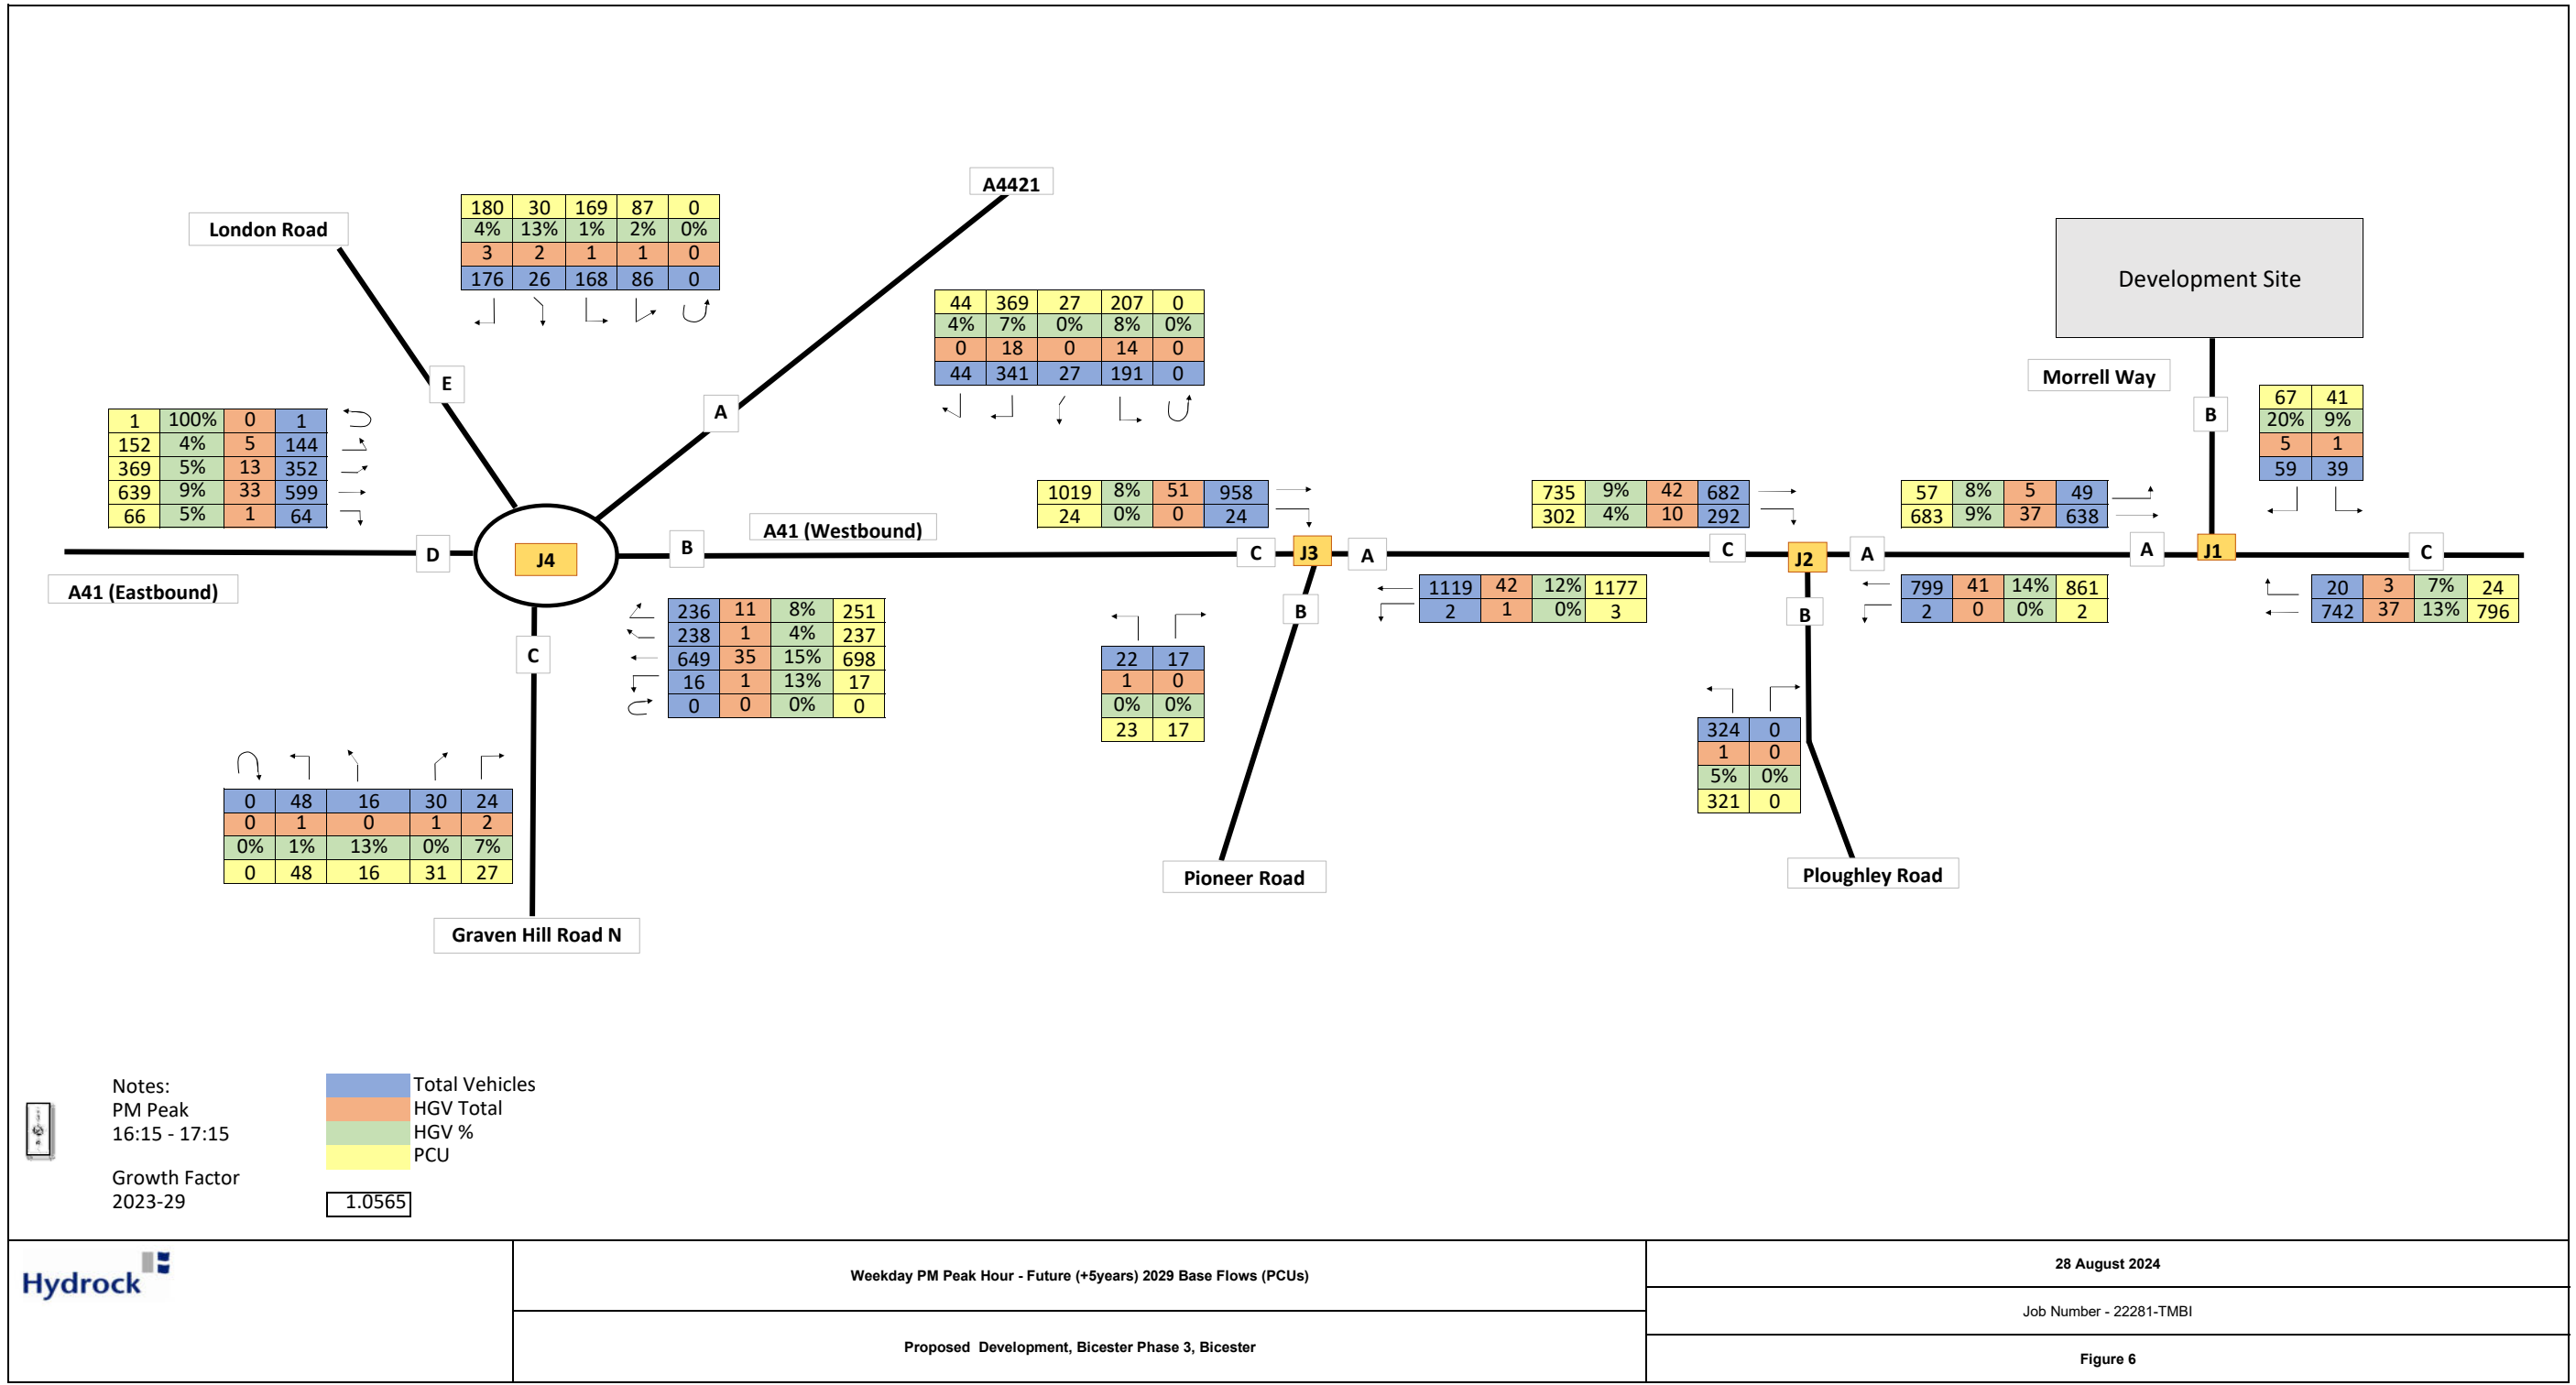 A4421
London Road
180 30 169 87 0
4% 13% 1% 2% 0%
3 2 1 1 0
176 26 168 86 0
Development Site
44 369 27 207 0
4% 7% 0% 8% 0%
0 18 0 14 0
44 341 27 191 0
Morrell Way
E
A
B
67 41
20% 9%
5 1
59 39
1 100% 0 1
152 4% 5 144
369 5% 13 352
639 9% 33 599
66 5% 1 64
1019 8% 51 958
24 0% 0 24
735 9% 42 682
302 4% 10 292
57 8% 5 49
683 9% 37 638
A41 (Westbound)
D
J4
B
C
J3
A
C
J2
A
A
J1
C
A41 (Eastbound)
1119 42 12% 1177
2 1 0% 3
799 41 14% 861
2 0 0% 2
20 3 7% 24
742 37 13% 796
236 11 8% 251
238 1 4% 237
649 35 15% 698
16 1 13% 17
0 0 0% 0
C
B
B
22 17
1 0
0% 0%
23 17
324 0
1 0
5% 0%
321 0
0 48 16 30 24
0 1 0 1 2
0% 1% 13% 0% 7%
0 48 16 31 27
Pioneer Road
Ploughley Road
Graven Hill Road N
Notes:
PM Peak
16:15 - 17:15
Growth Factor
2023-29
Total Vehicles
HGV Total
HGV %
PCU
1.0565
Hydrock
Weekday PM Peak Hour - Future (+5years) 2029 Base Flows (PCUs)
Proposed Development, Bicester Phase 3, Bicester
28 August 2024
Job Number - 22281-TMBI
Figure 6